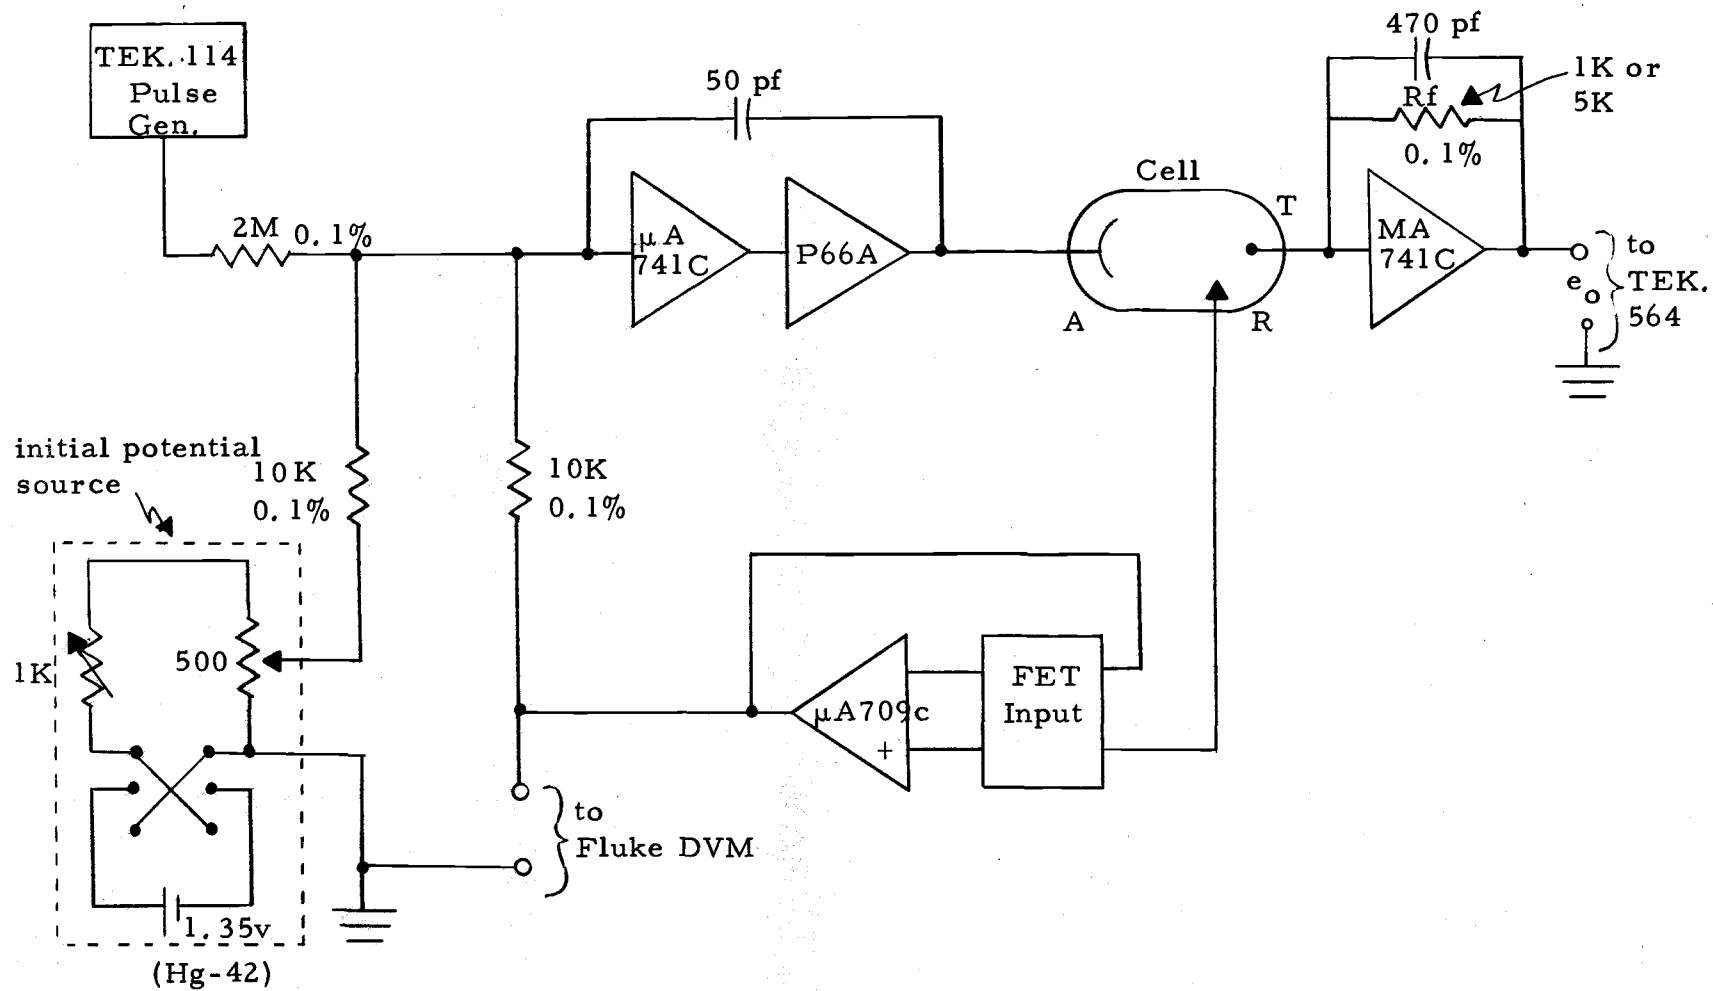 TEK. 114
Pulse
Gen.
2M 0.1%
50 pf
μA
741C
P66A
Cell
A
T
R
470 pf
Rf
0.1%
1K or
5K
MA
741C
eo
to
TEK.
564
initial potential
source
10K
0.1%
10K
0.1%
1K
500
1.35v
(Hg-42)
μA709c
+
FET
Input
to
Fluke DVM